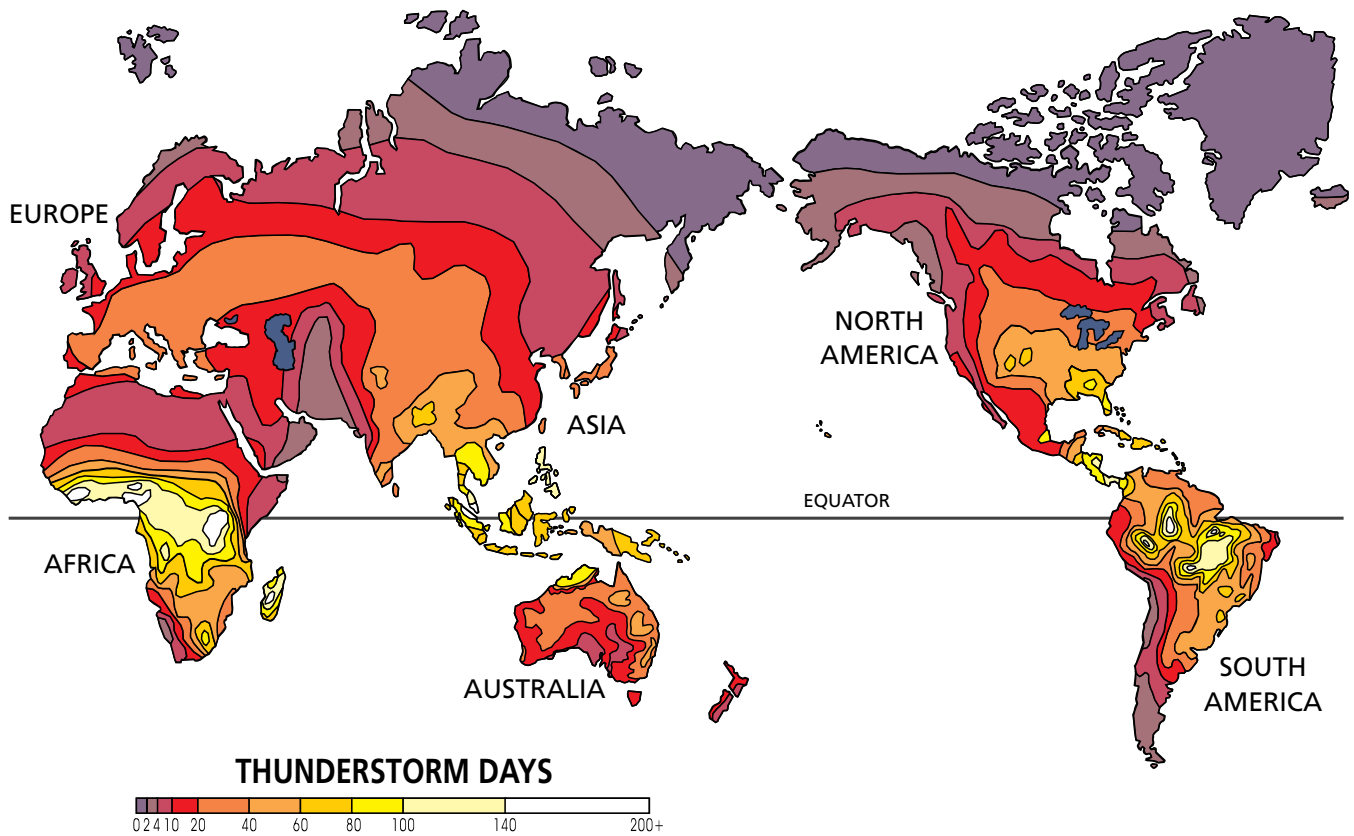 EUROPE
NORTH
AMERICA
ASIA
EQUATOR
AFRICA
AUSTRALIA
SOUTH
AMERICA
THUNDERSTORM DAYS
0 2 4 10 20 40 60 80 100 140 200+